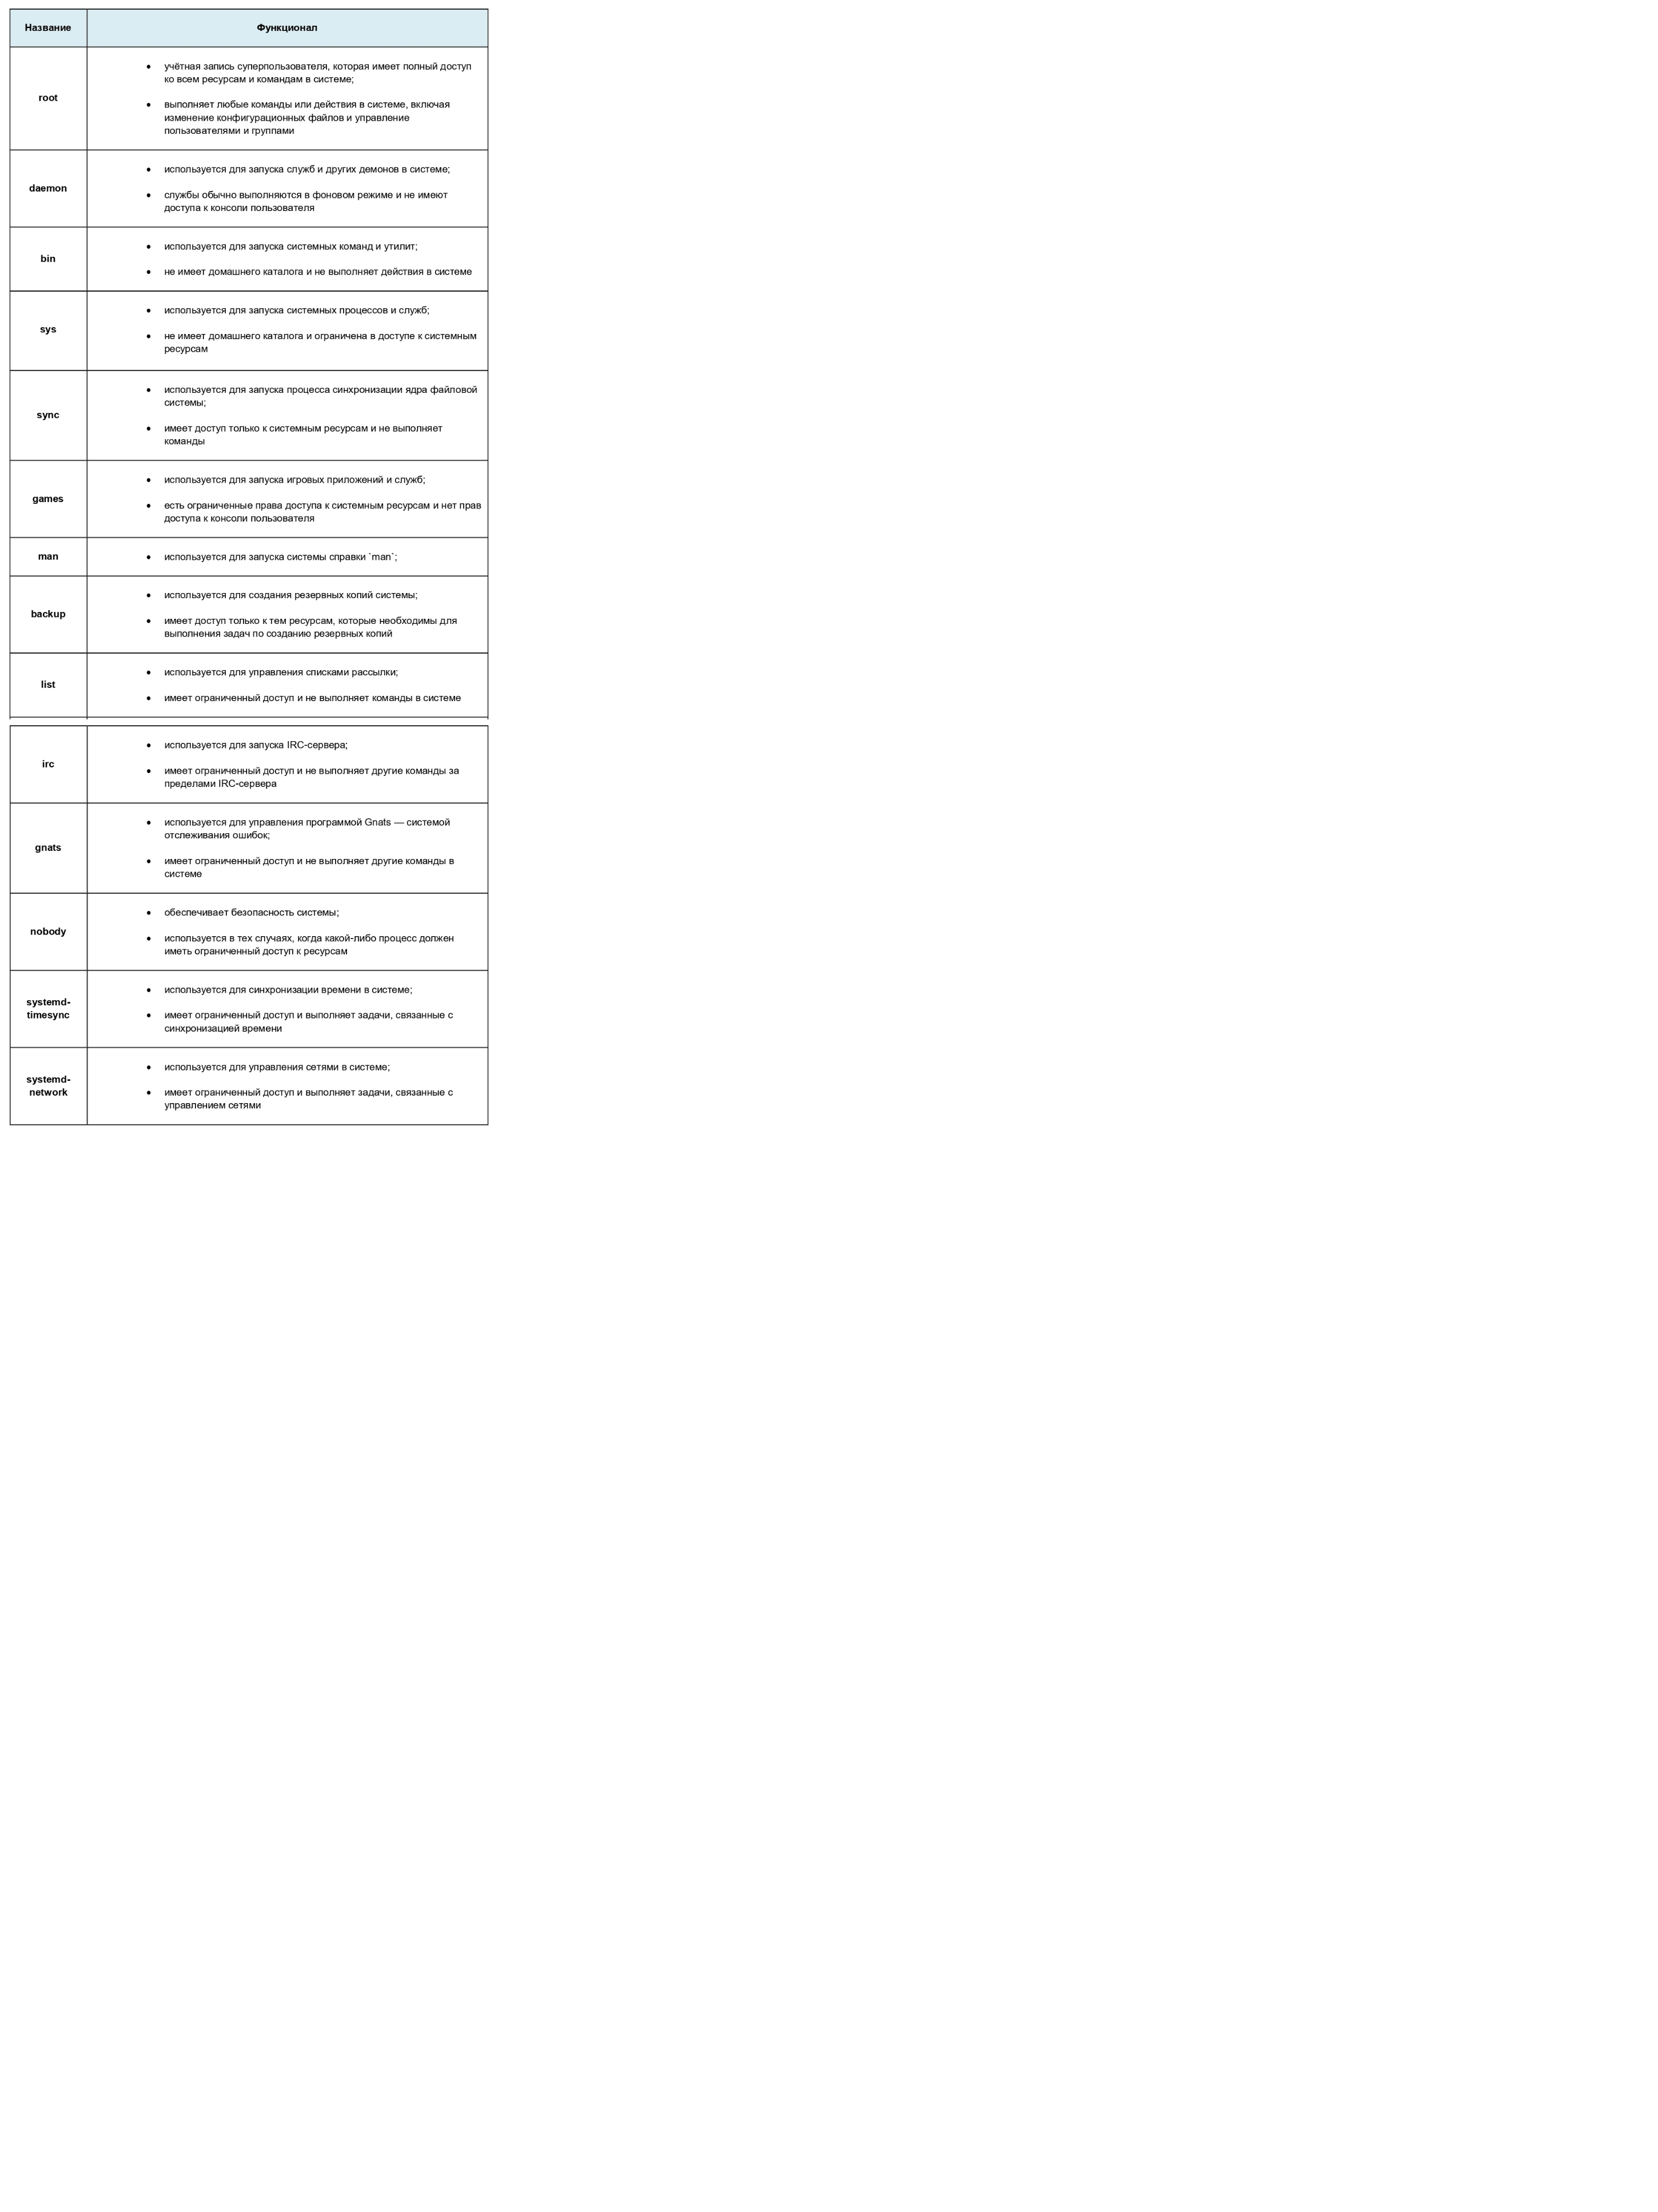 Название
Функционал
root
• учётная запись суперпользователя, которая имеет полный доступ
ко всем ресурсам и командам в системе;
• выполняет любые команды или действия в системе, включая
изменение конфигурационных файлов и управление
пользователями и группами
daemon
• используется для запуска служб и других демонов в системе;
• службы обычно выполняются в фоновом режиме и не имеют
доступа к консоли пользователя
bin
• используется для запуска системных команд и утилит;
• не имеет домашнего каталога и не выполняет действия в системе
sys
• используется для запуска системных процессов и служб;
• не имеет домашнего каталога и ограничена в доступе к системным
ресурсам
sync
• используется для запуска процесса синхронизации ядра файловой
системы;
• имеет доступ только к системным ресурсам и не выполняет
команды
games
• используется для запуска игровых приложений и служб;
• есть ограниченные права доступа к системным ресурсам и нет прав
доступа к консоли пользователя
man
• используется для запуска системы справки `man`;
backup
• используется для создания резервных копий системы;
• имеет доступ только к тем ресурсам, которые необходимы для
выполнения задач по созданию резервных копий
list
• используется для управления списками рассылки;
• имеет ограниченный доступ и не выполняет команды в системе
irc
• используется для запуска IRC-сервера;
• имеет ограниченный доступ и не выполняет другие команды за
пределами IRC-сервера
gnats
• используется для управления программой Gnats — системой
отслеживания ошибок;
• имеет ограниченный доступ и не выполняет другие команды в
системе
nobody
• обеспечивает безопасность системы;
• используется в тех случаях, когда какой-либо процесс должен
иметь ограниченный доступ к ресурсам
systemd-
timesync
• используется для синхронизации времени в системе;
• имеет ограниченный доступ и выполняет задачи, связанные с
синхронизацией времени
systemd-
network
• используется для управления сетями в системе;
• имеет ограниченный доступ и выполняет задачи, связанные с
управлением сетями